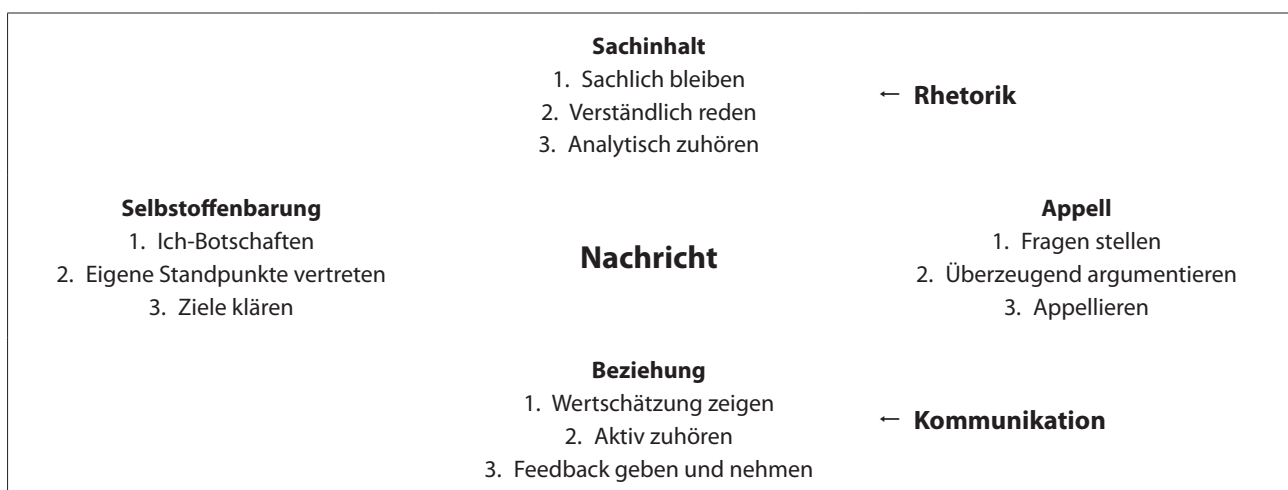 Sachinhalt
1. Sachlich bleiben
2. Verständlich reden
3. Analytisch zuhören
← Rhetorik
Selbstoffenbarung
1. Ich-Botschaften
2. Eigene Standpunkte vertreten
3. Ziele klären
Nachricht
Appell
1. Fragen stellen
2. Überzeugend argumentieren
3. Appellieren
Beziehung
1. Wertschätzung zeigen
2. Aktiv zuhören
3. Feedback geben und nehmen
← Kommunikation